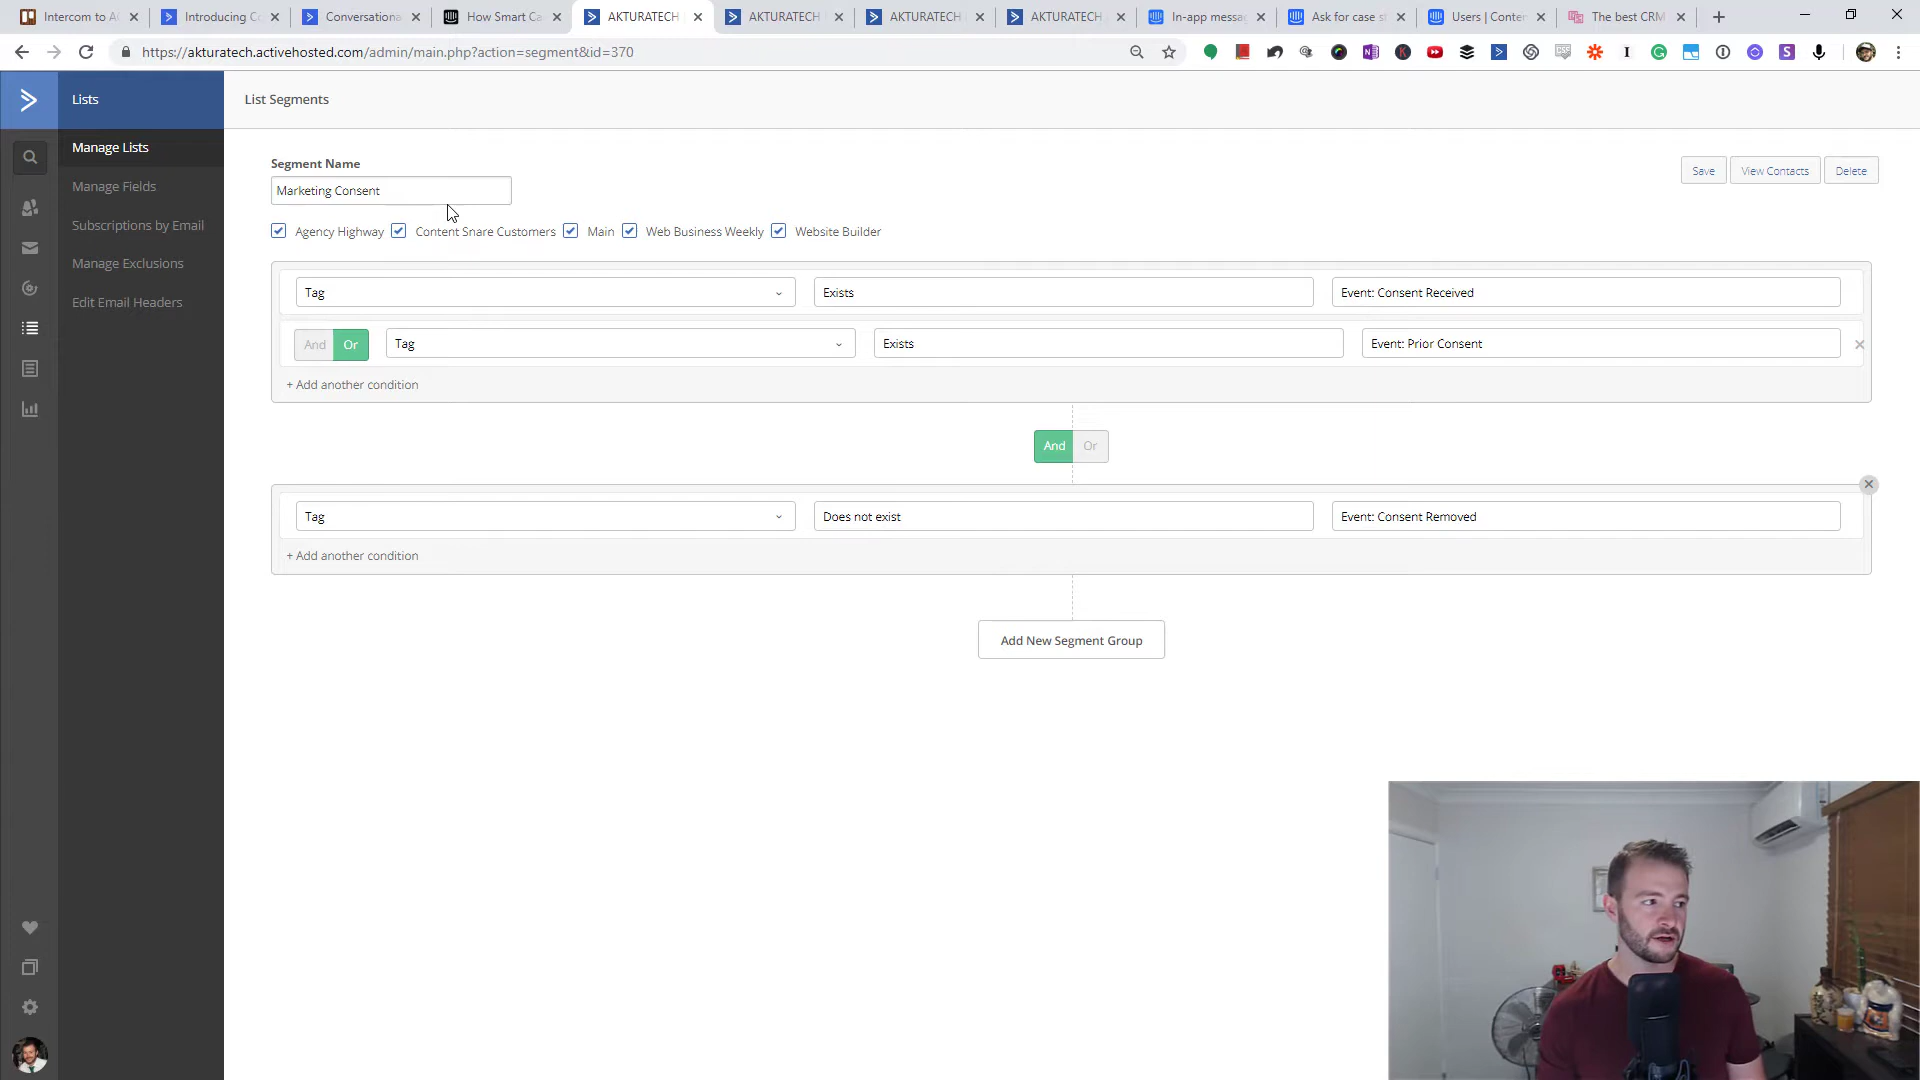 Intercom to AC
Introducing Co
Conversationa
How Smart Ca
AKTURATECH
AKTURATECH
AKTURATECH
AKTURATECH
In-app messa
Ask for case s
Users | Conten
The best CRM
https://akturatech.activehosted.com/admin/main.php?action=segment&id=370
Lists
List Segments
Manage Lists
Manage Fields
Subscriptions by Email
Manage Exclusions
Edit Email Headers
Segment Name
Marketing Consent
Save
View Contacts
Delete
Agency Highway
Content Snare Customers
Main
Web Business Weekly
Website Builder
Tag
Exists
Event: Consent Received
And
Or
Tag
Exists
Event: Prior Consent
+ Add another condition
And
Or
Tag
Does not exist
Event: Consent Removed
+ Add another condition
Add New Segment Group